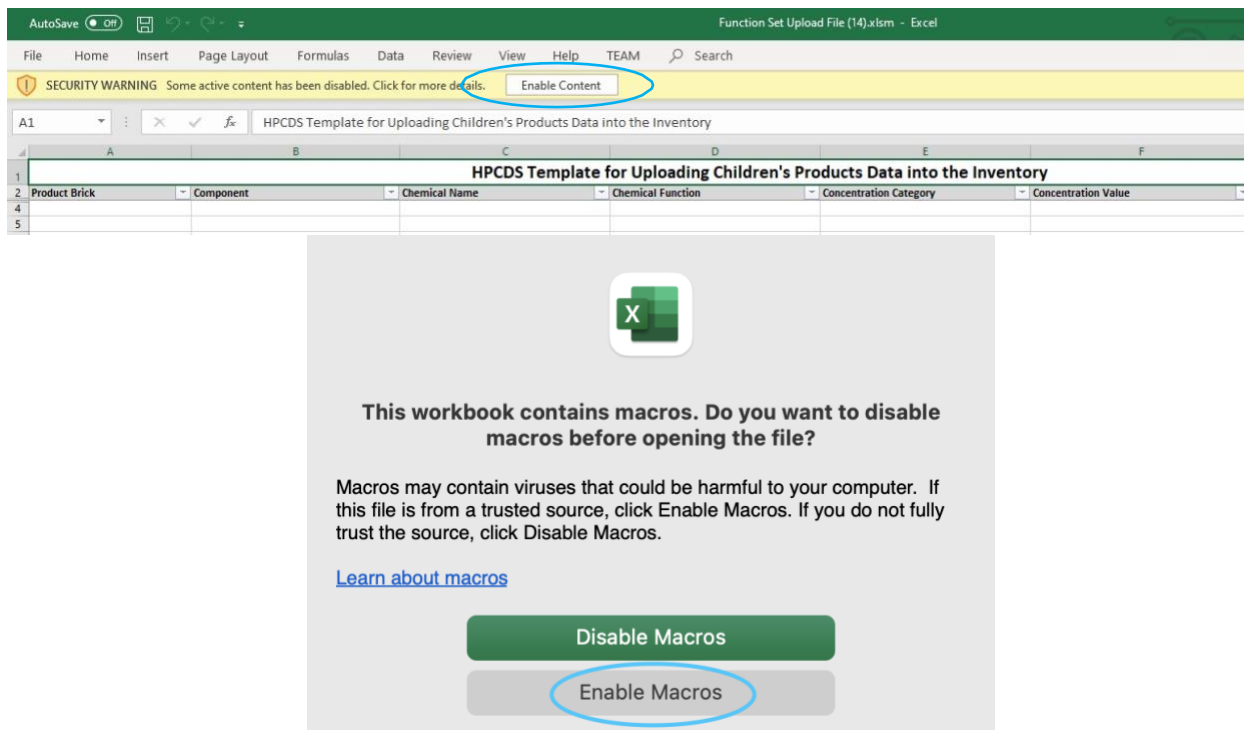 AutoSave Off Function Set Upload File (14).xlsm - Excel
File Home Insert Page Layout Formulas Data Review View Help TEAM Search
SECURITY WARNING Some active content has been disabled. Click for more details. Enable Content
A1 fx HPCDS Template for Uploading Children's Products Data into the Inventory
A B C D E F
1 HPCDS Template for Uploading Children's Products Data into the Inventory
2 Product Brick Component Chemical Name Chemical Function Concentration Category Concentration Value
4
5
X
This workbook contains macros. Do you want to disable
macros before opening the file?
Macros may contain viruses that could be harmful to your computer. If
this file is from a trusted source, click Enable Macros. If you do not fully
trust the source, click Disable Macros.
Learn about macros
Disable Macros
Enable Macros